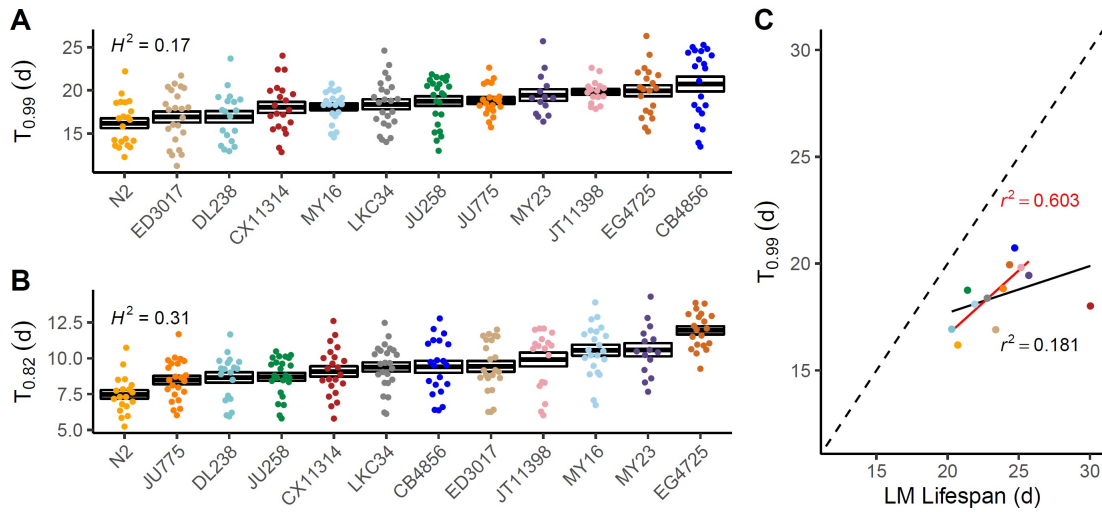 A
H² = 0.17
T0.99 (d)
25
20
15
N2
ED3017
DL238
CX11314
MY16
LKC34
JU258
JU775
MY23
JT11398
EG4725
CB4856
B
H² = 0.31
T0.82 (d)
12.5
10.0
7.5
5.0
N2
JU775
DL238
JU258
CX11314
LKC34
CB4856
ED3017
JT11398
MY16
MY23
EG4725
C
T0.99 (d)
30
25
20
15
r² = 0.603
r² = 0.181
15
20
25
30
LM Lifespan (d)